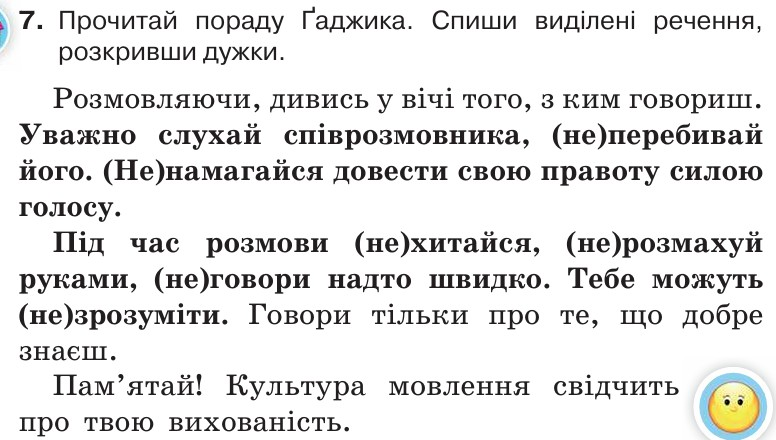 7. Прочитай пораду Ґаджика. Спиши виділені речення,
розкривши дужки.
Розмовляючи, дивись у вічі того, з ким говориш.
Уважно слухай співрозмовника, (не)перебивай
його. (Не)намагайся довести свою правоту силою
голосу.
Під час розмови (не)хитайся, (не)розмахуй
руками, (не)говори надто швидко. Тебе можуть
(не)зрозуміти. Говори тільки про те, що добре
знаєш.
Пам’ятай! Культура мовлення свідчить
про твою вихованість.